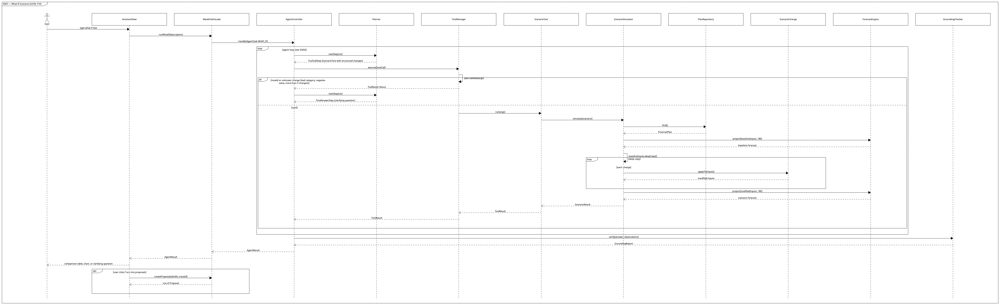 SD07 — What-If Scenario (UC09, F10)
User
AssistantView
WealthSeiFacade
AgentController
Planner
ToolManager
ScenarioTool
ScenarioSimulator
PlanRepository
ScenarioChange
ForecastEngine
GroundingChecker
type what-if text
runWhatIf(description)
handle(AgentTask WHAT_IF)
loop
[agent loop (see SD05)]
nextStep(ctx)
ToolCallStep (ScenarioTool with structured changes)
execute(toolCall)
spec.validate(args)
alt
[invalid or unknown change (bad category, negative
value, more than 5 changes)]
ToolResult failure
nextStep(ctx)
FinalAnswerStep (clarifying question)
[valid]
run(args)
simulate(scenario)
find()
FinancialPlan
project(baselineInputs, 180)
baseline Forecast
baselineInputs.deepCopy()
(deep copy)
loop
[each change]
applyTo(inputs)
modified inputs
project(modifiedInputs, 180)
scenario Forecast
ScenarioResult
ToolResult
ToolResult
verify(answer, observations)
GroundingReport
AgentResult
AgentResult
comparison table, chart, or clarifying question
opt
[user clicks Turn into proposals]
createProposals(drafts, traceId)
List of Proposal